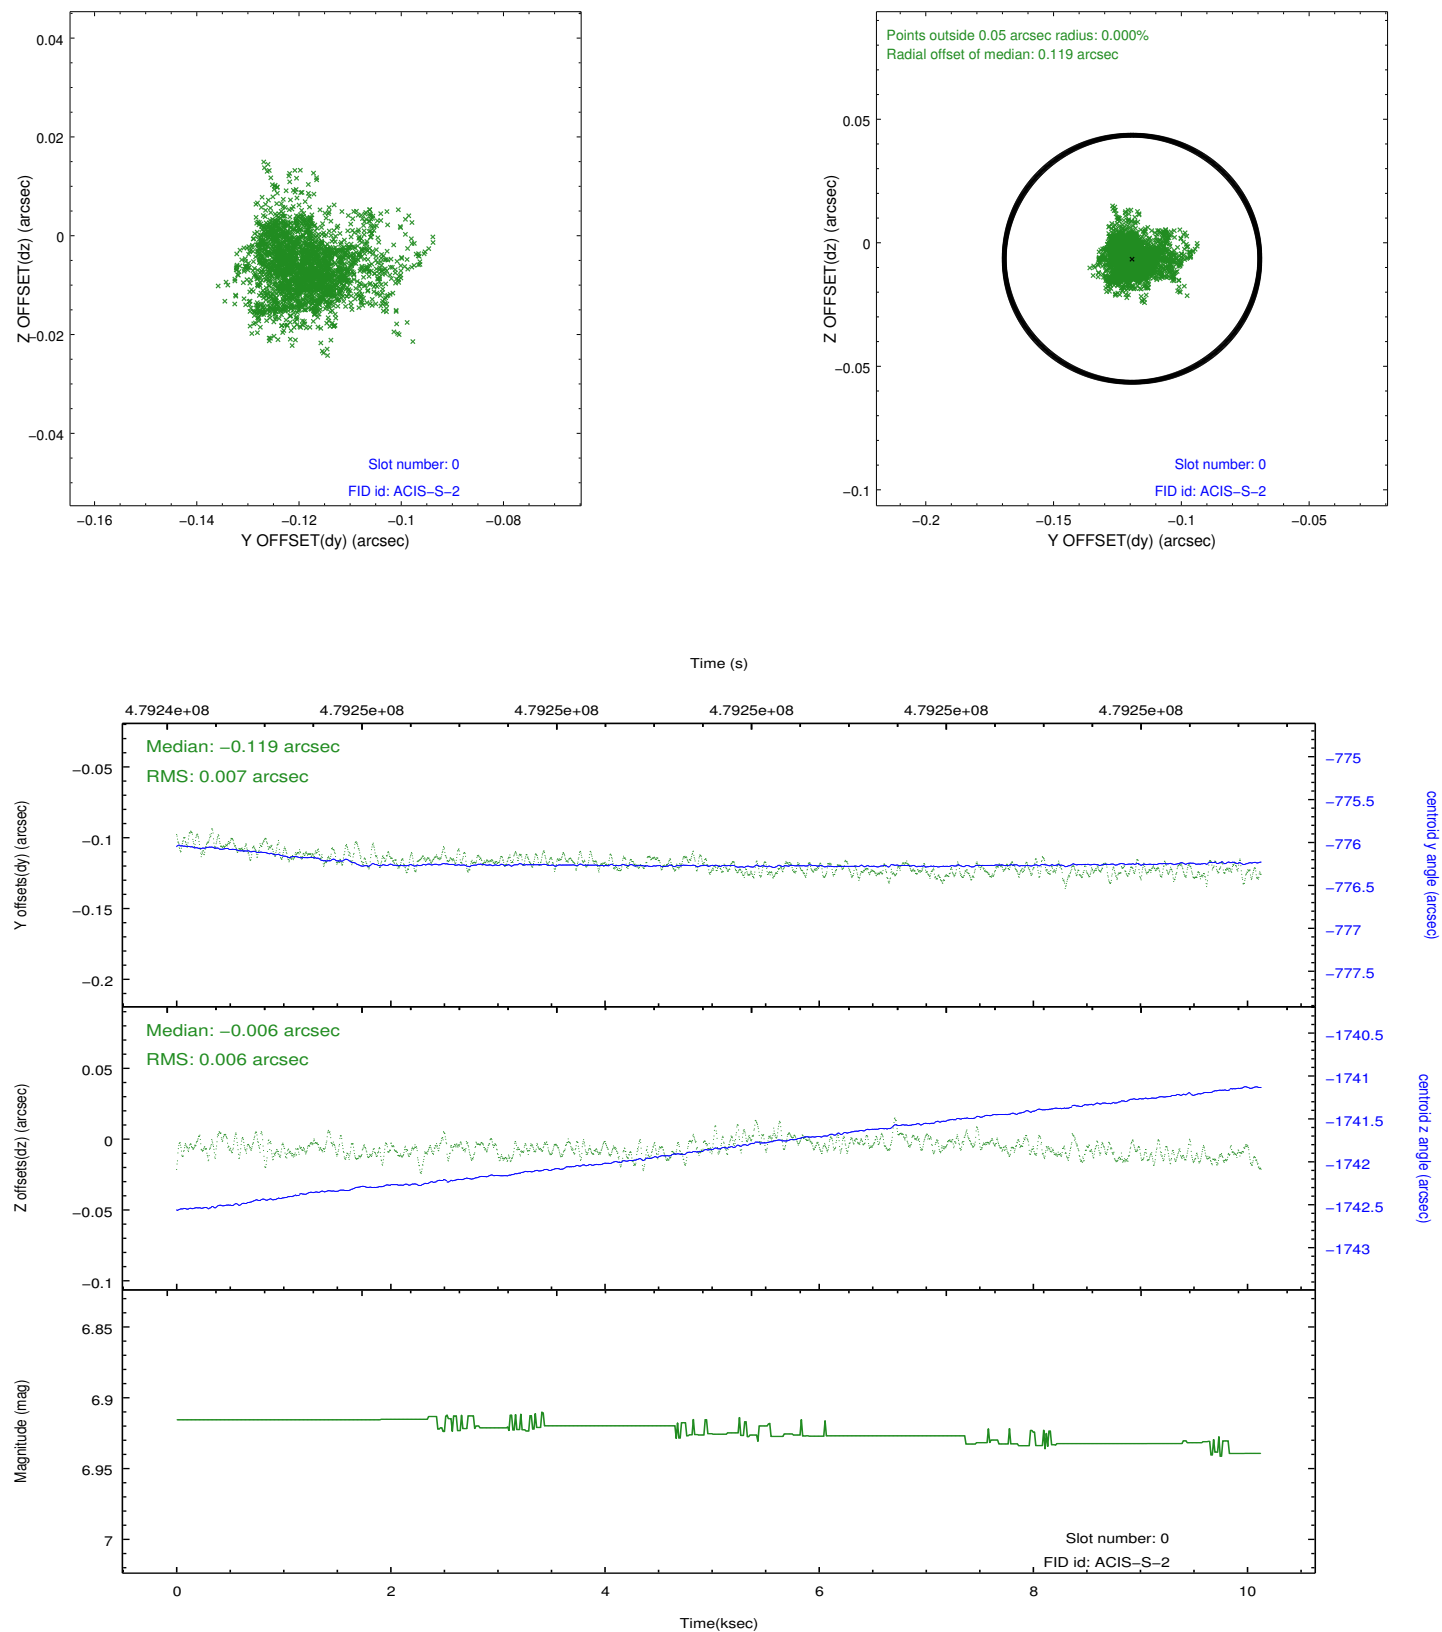 0.04
0.02
0
−0.02
−0.04
Z OFFSET(dz) (arcsec)
Slot number: 0
FID id: ACIS−S−2
−0.16
−0.14
−0.12
−0.1
−0.08
Y OFFSET(dy) (arcsec)
Points outside 0.05 arcsec radius: 0.000%
Radial offset of median: 0.119 arcsec
0.05
0
−0.05
−0.1
Z OFFSET(dz) (arcsec)
Slot number: 0
FID id: ACIS−S−2
−0.2
−0.15
−0.1
−0.05
Y OFFSET(dy) (arcsec)
Time (s)
4.7924e+08
4.7925e+08
4.7925e+08
4.7925e+08
4.7925e+08
4.7925e+08
Median: −0.119 arcsec
RMS: 0.007 arcsec
−0.05
−0.1
−0.15
−0.2
Y offsets(dy) (arcsec)
−775
−775.5
−776
−776.5
−777
−777.5
centroid y angle (arcsec)
Median: −0.006 arcsec
RMS: 0.006 arcsec
0.05
0
−0.05
−0.1
Z offsets(dz) (arcsec)
−1740.5
−1741
−1741.5
−1742
−1742.5
−1743
centroid z angle (arcsec)
6.85
6.9
6.95
7
Magnitude (mag)
Slot number: 0
FID id: ACIS−S−2
0
2
4
6
8
10
Time(ksec)